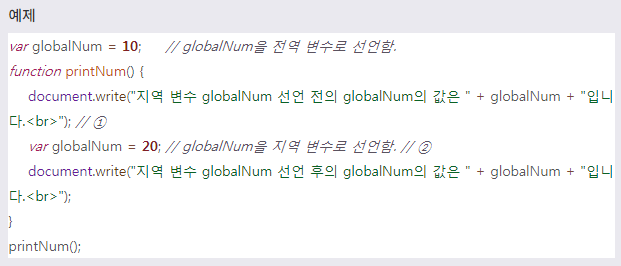 예제
var globalNum = 10;      // globalNum을 전역 변수로 선언함.
function printNum() {
    document.write("지역 변수 globalNum 선언 전의 globalNum의 값은 " + globalNum + "입니
다.<br>"); // ①
    var globalNum = 20; // globalNum을 지역 변수로 선언함. // ②
    document.write("지역 변수 globalNum 선언 후의 globalNum의 값은 " + globalNum + "입니
다.<br>");
}
printNum();